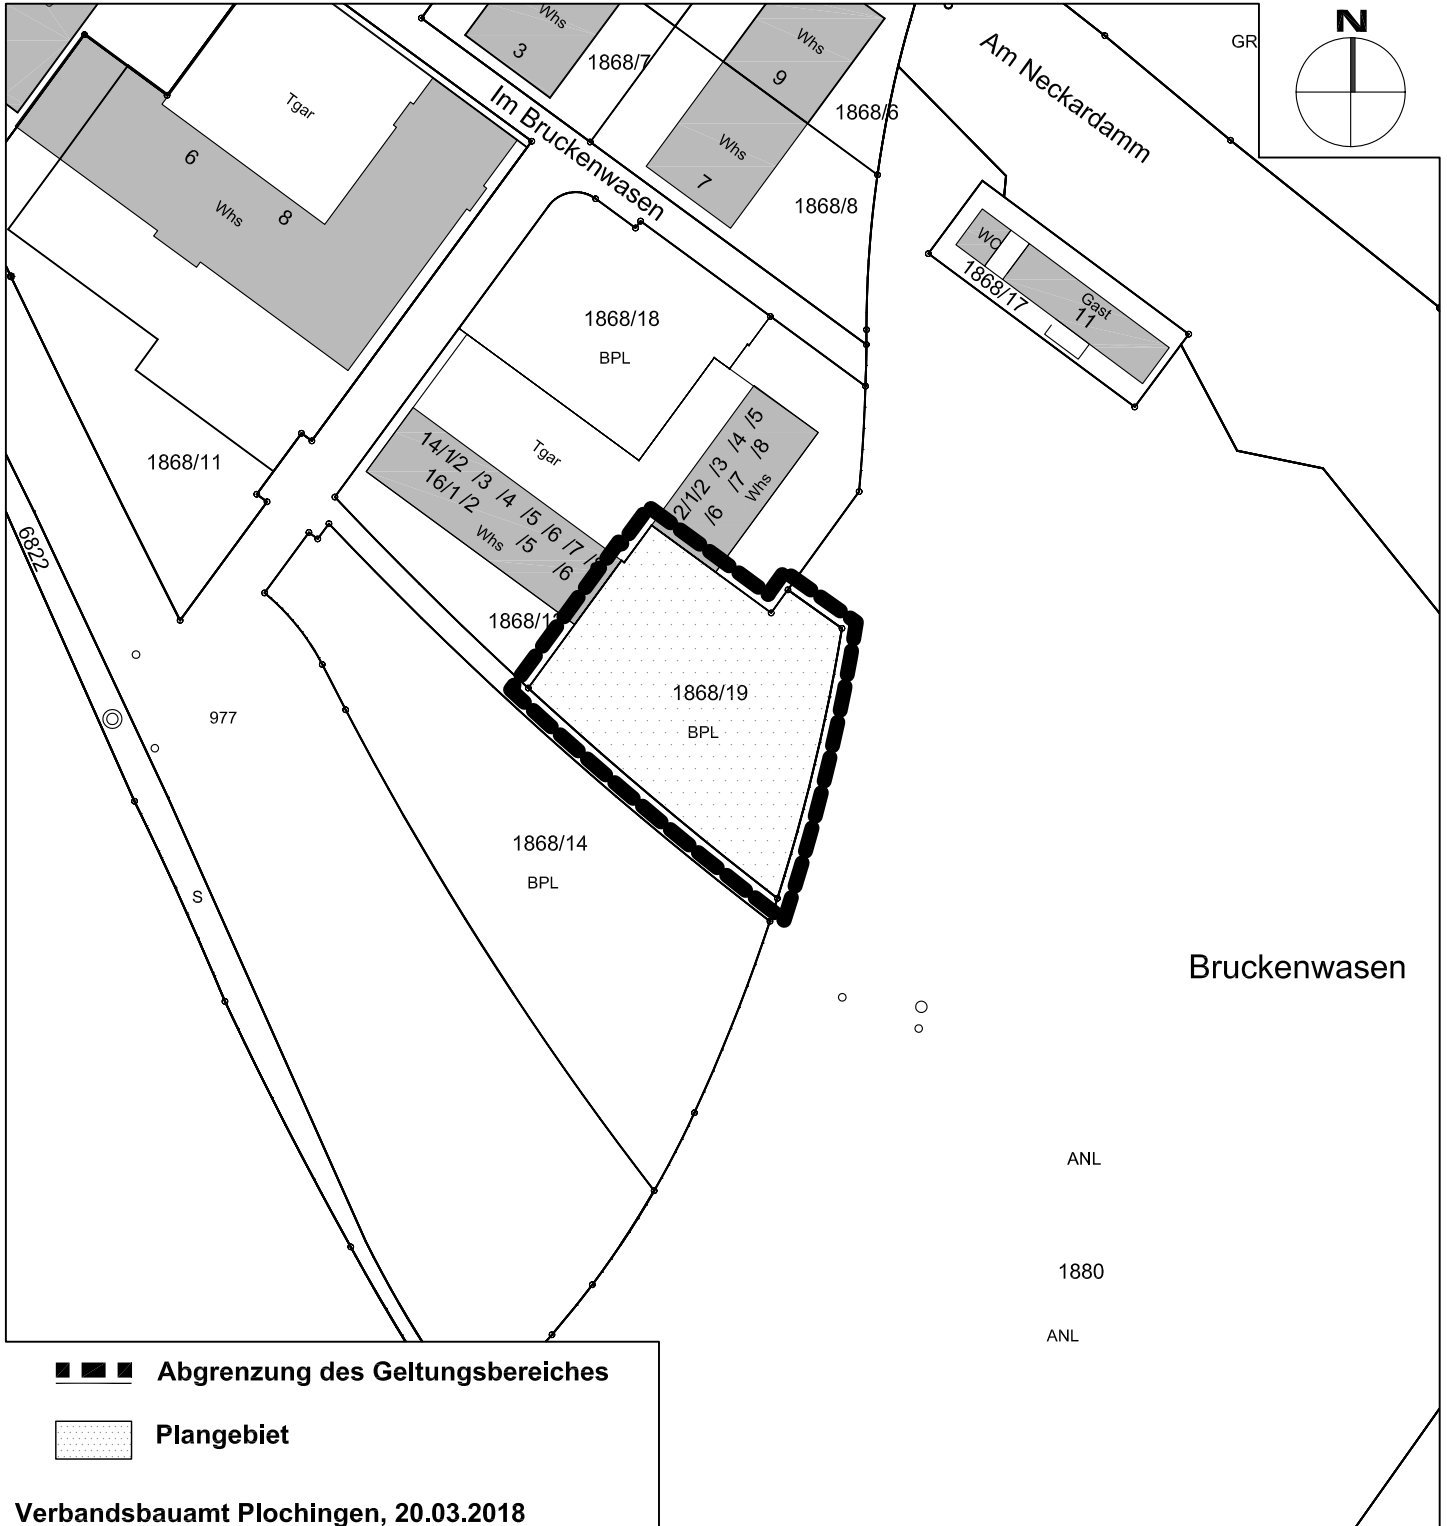 N
GR
Am Neckardamm
Whs
3
1868/7
Whs
9
1868/6
Im Bruckenwasen
Whs
7
1868/8
Tgar
6
8
Whs
WC
1868/17
Gast
11
1868/18
BPL
1868/11
Tgar
14/1/2 /3 /4 /5 /6 /7
16/1 /2 /5 /6
Whs
2/1/2 /3 /4 /5
/6 /7 /8
Whs
6822
977
1868/19
BPL
1868/14
BPL
S
Bruckenwasen
ANL
1880
ANL
Abgrenzung des Geltungsbereiches
Plangebiet
Verbandsbauamt Plochingen, 20.03.2018